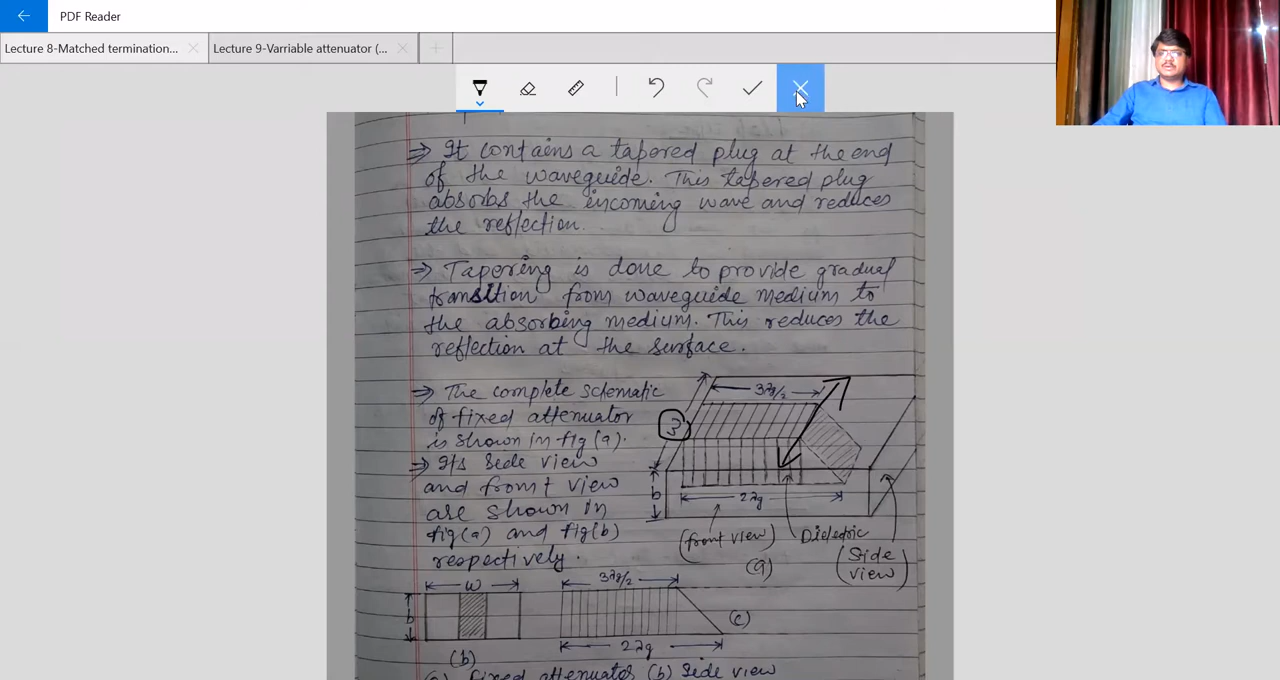 PDF Reader
Lecture 8-Matched termination...
Lecture 9-Varriable attenuator (...
⇒ It contains a tapered plug at the end
of the waveguide. This tapered plug
absorbs the incoming wave and reduces
the reflection.
⇒ Tapering is done to provide gradual
transition from waveguide medium to
the absorbing medium. This reduces the
reflection at the surface.
⇒ The complete schematic
of fixed attenuator
is shown in fig (a).
⇒ Its Side view
and front view
are shown in
fig(a) and fig(b)
respectively.
3λg/2
b
2λg
(front view)
Dielectric
(Side
view)
(a)
w
b
(b)
3λg/2
2λg
(c)
fixed attenuator (b) Side view